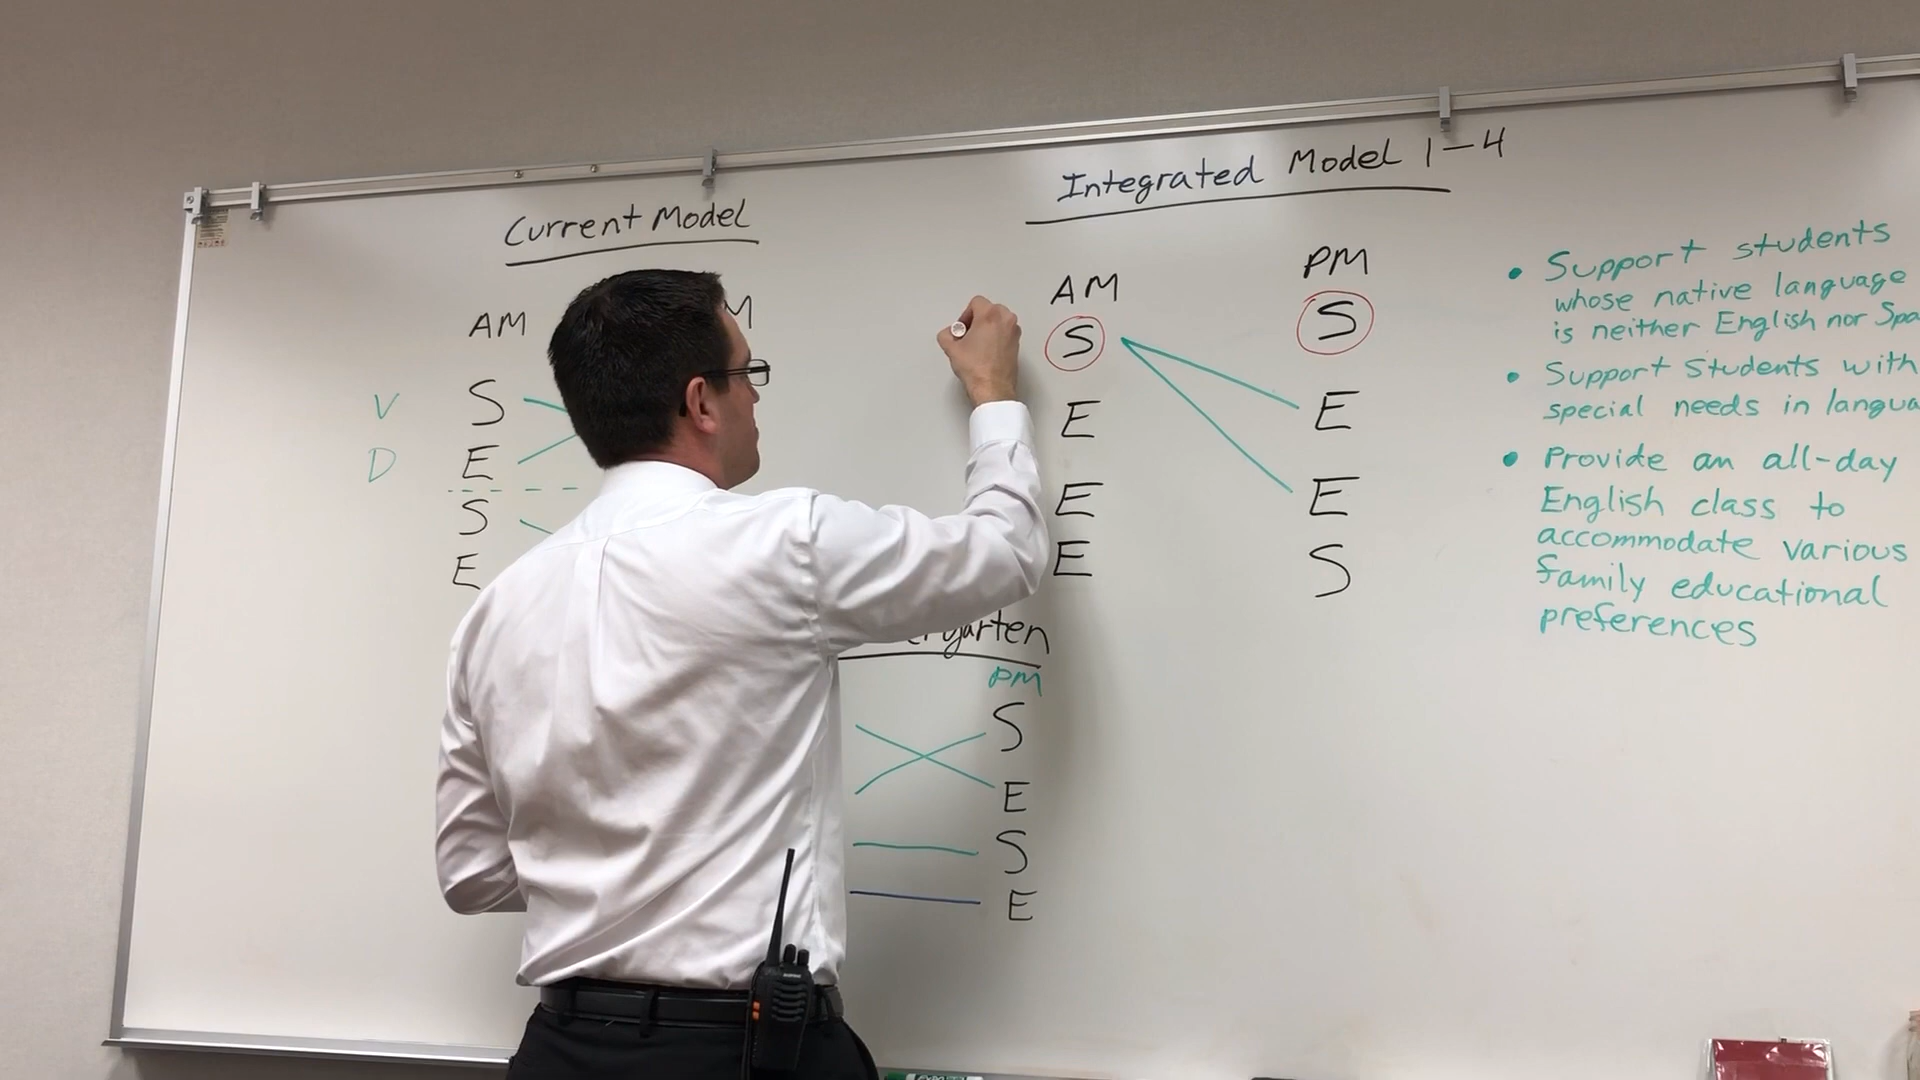 Current Model
AM
V S
D E
S
E
Integrated Model 1-4
AM PM
S S
E E
E E
E S
PM
S
E
S
E
• Support students
whose native language
is neither English nor
• Support Students with
special needs in
• Provide an all-day
English class to
accommodate various
family educational
preferences